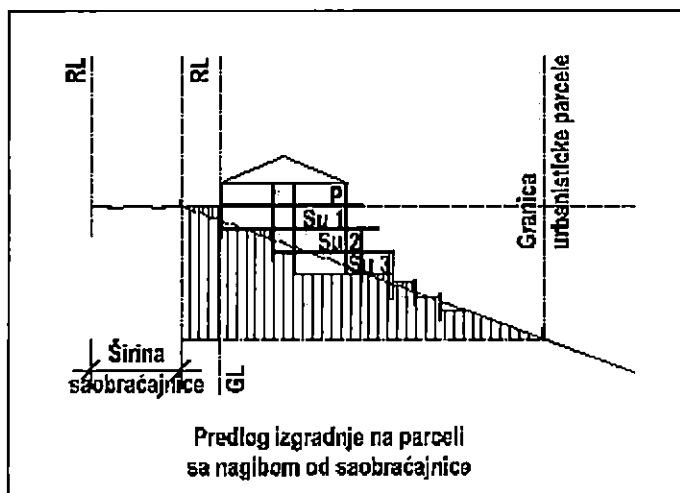 RL
RL
P
Su 1
Su 2
Su 3
Granica
urbanisticke parcele
Širina
saobraćajnice
GL
Predlog izgradnje na parceli
sa nagibom od saobraćajnice